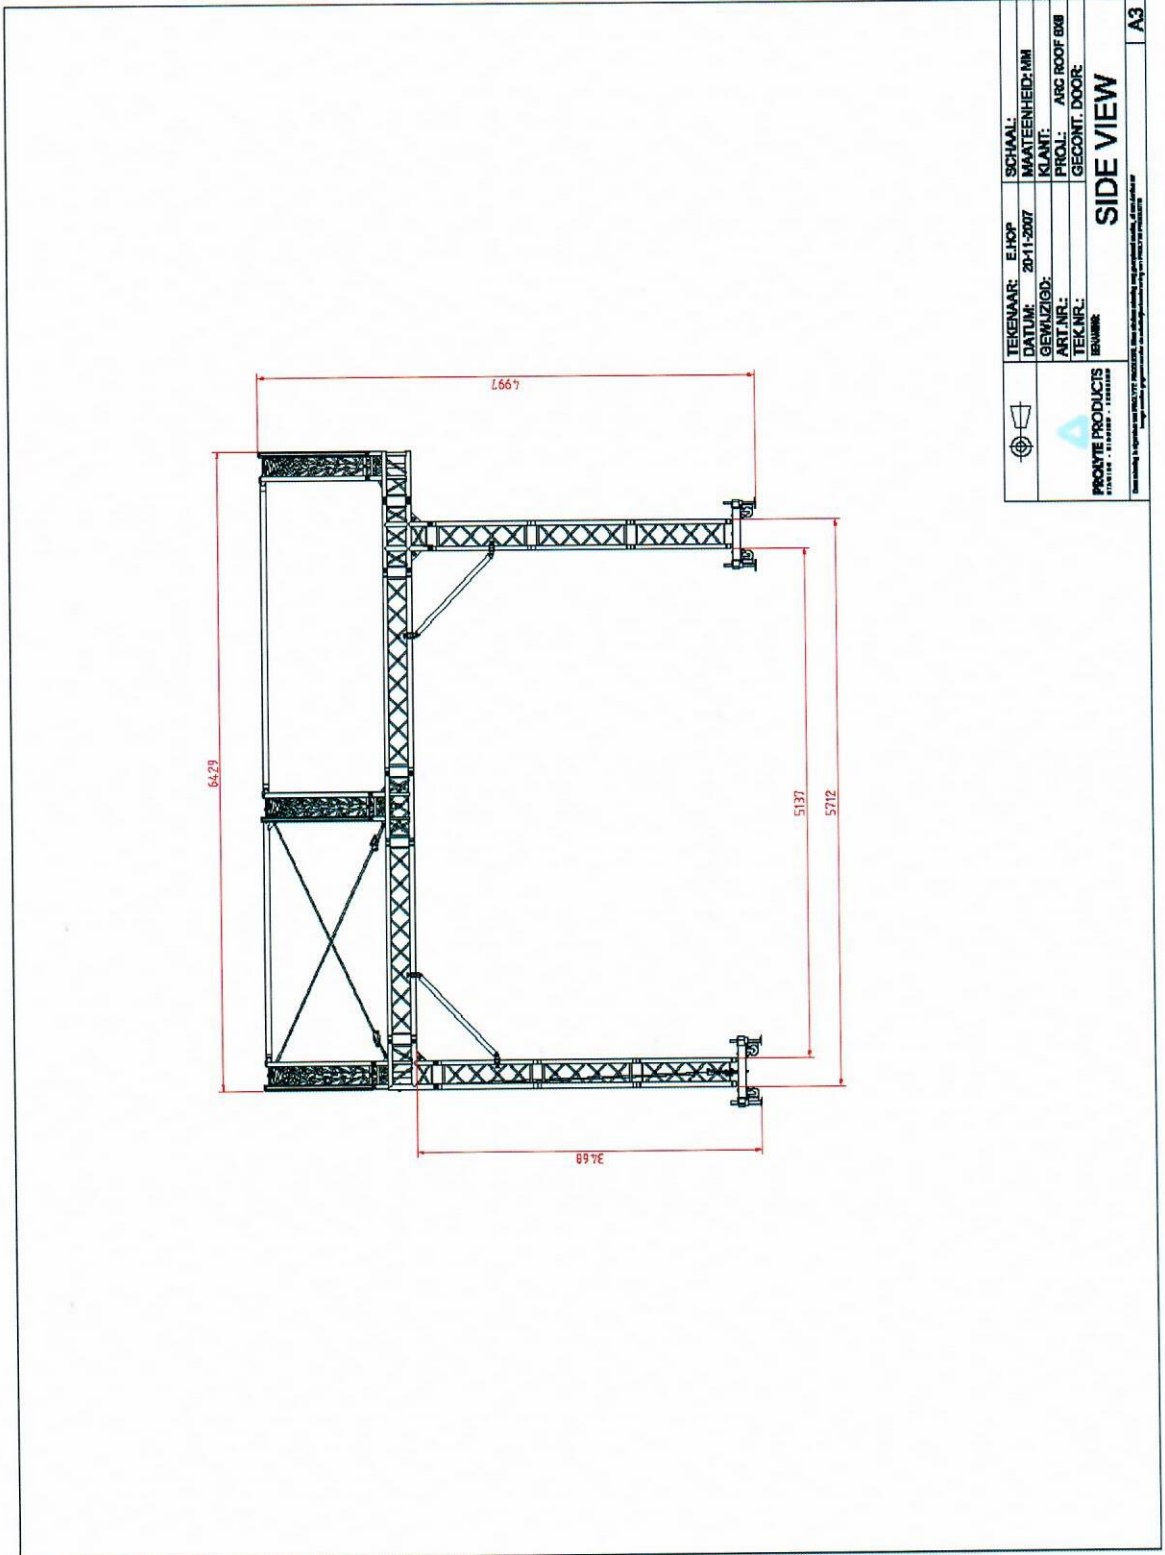 6429
4997
5137
5712
3468
TEKENAAR: E.HOP
SCHAAL:
DATUM: 20-11-2007
MAATEENHEID: MM
GEWIJZIGD:
KLANT:
ART.NR.:
PROJ.: ARC ROOF
TEK.NR.:
GECONT. DOOR:
PROLYTE PRODUCTS
BENAMING:
SIDE VIEW
A3